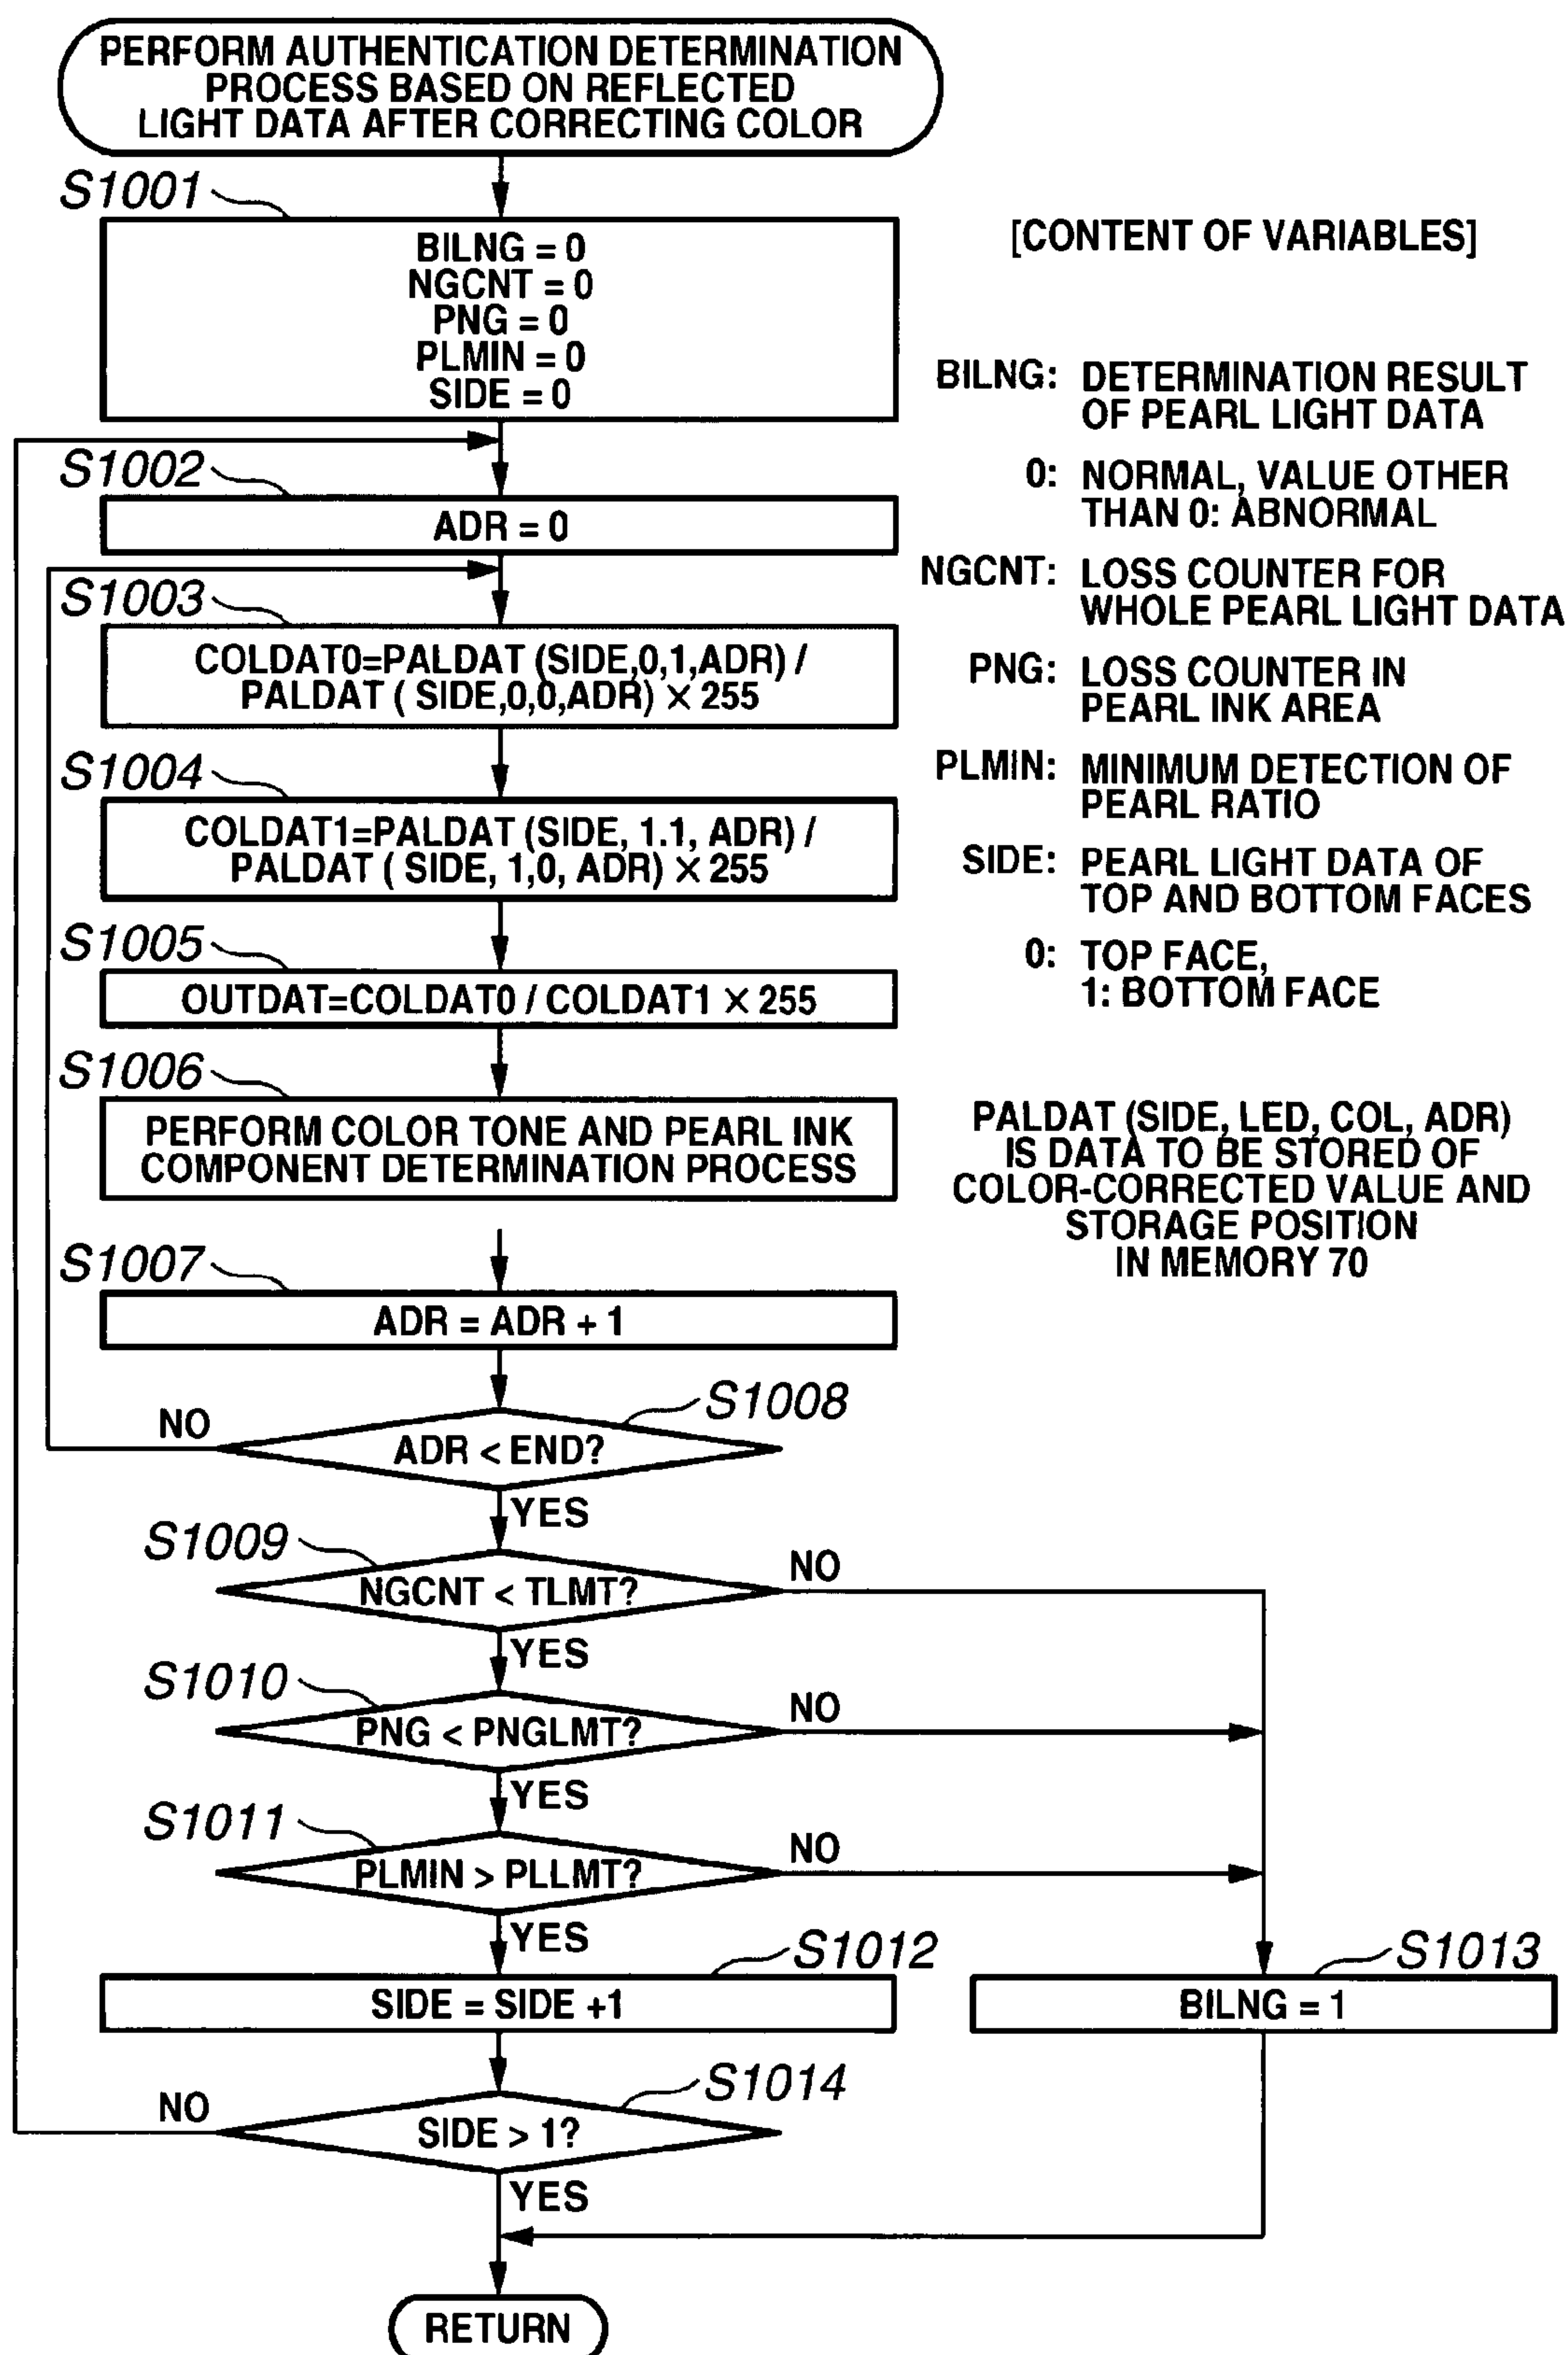 PERFORM AUTHENTICATION DETERMINATION
PROCESS BASED ON REFLECTED
LIGHT DATA AFTER CORRECTING COLOR
S1001
BILNG = 0
NGCNT = 0
PNG = 0
PLMIN = 0
SIDE = 0
S1002
ADR = 0
S1003
COLDAT0=PALDAT (SIDE,0,1,ADR) /
PALDAT ( SIDE,0,0,ADR) × 255
S1004
COLDAT1=PALDAT (SIDE, 1.1, ADR) /
PALDAT ( SIDE, 1,0, ADR) × 255
S1005
OUTDAT=COLDAT0 / COLDAT1 × 255
S1006
PERFORM COLOR TONE AND PEARL INK
COMPONENT DETERMINATION PROCESS
S1007
ADR = ADR + 1
S1008
ADR < END?
NO
YES
S1009
NGCNT < TLMT?
NO
YES
S1010
PNG < PNGLMT?
NO
YES
S1011
PLMIN > PLLMT?
NO
YES
S1012
SIDE = SIDE +1
S1013
BILNG = 1
S1014
SIDE > 1?
NO
YES
RETURN
[CONTENT OF VARIABLES]
BILNG: DETERMINATION RESULT
OF PEARL LIGHT DATA
0: NORMAL, VALUE OTHER
THAN 0: ABNORMAL
NGCNT: LOSS COUNTER FOR
WHOLE PEARL LIGHT DATA
PNG: LOSS COUNTER IN
PEARL INK AREA
PLMIN: MINIMUM DETECTION OF
PEARL RATIO
SIDE: PEARL LIGHT DATA OF
TOP AND BOTTOM FACES
0: TOP FACE,
1: BOTTOM FACE
PALDAT (SIDE, LED, COL, ADR)
IS DATA TO BE STORED OF
COLOR-CORRECTED VALUE AND
STORAGE POSITION
IN MEMORY 70